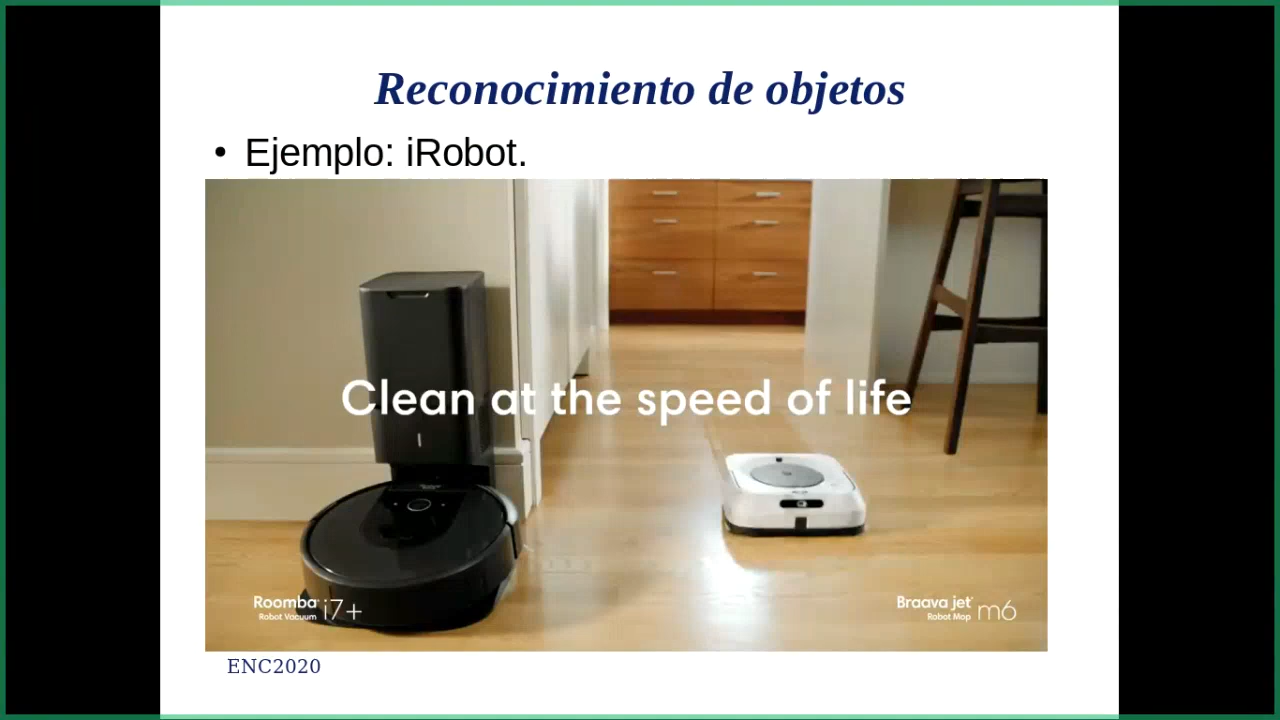 Reconocimiento de objetos
• Ejemplo: iRobot.
Clean at the speed of life
Roomba i7+
Robot Vacuum
Braava jet m6
Robot Mop
ENC2020